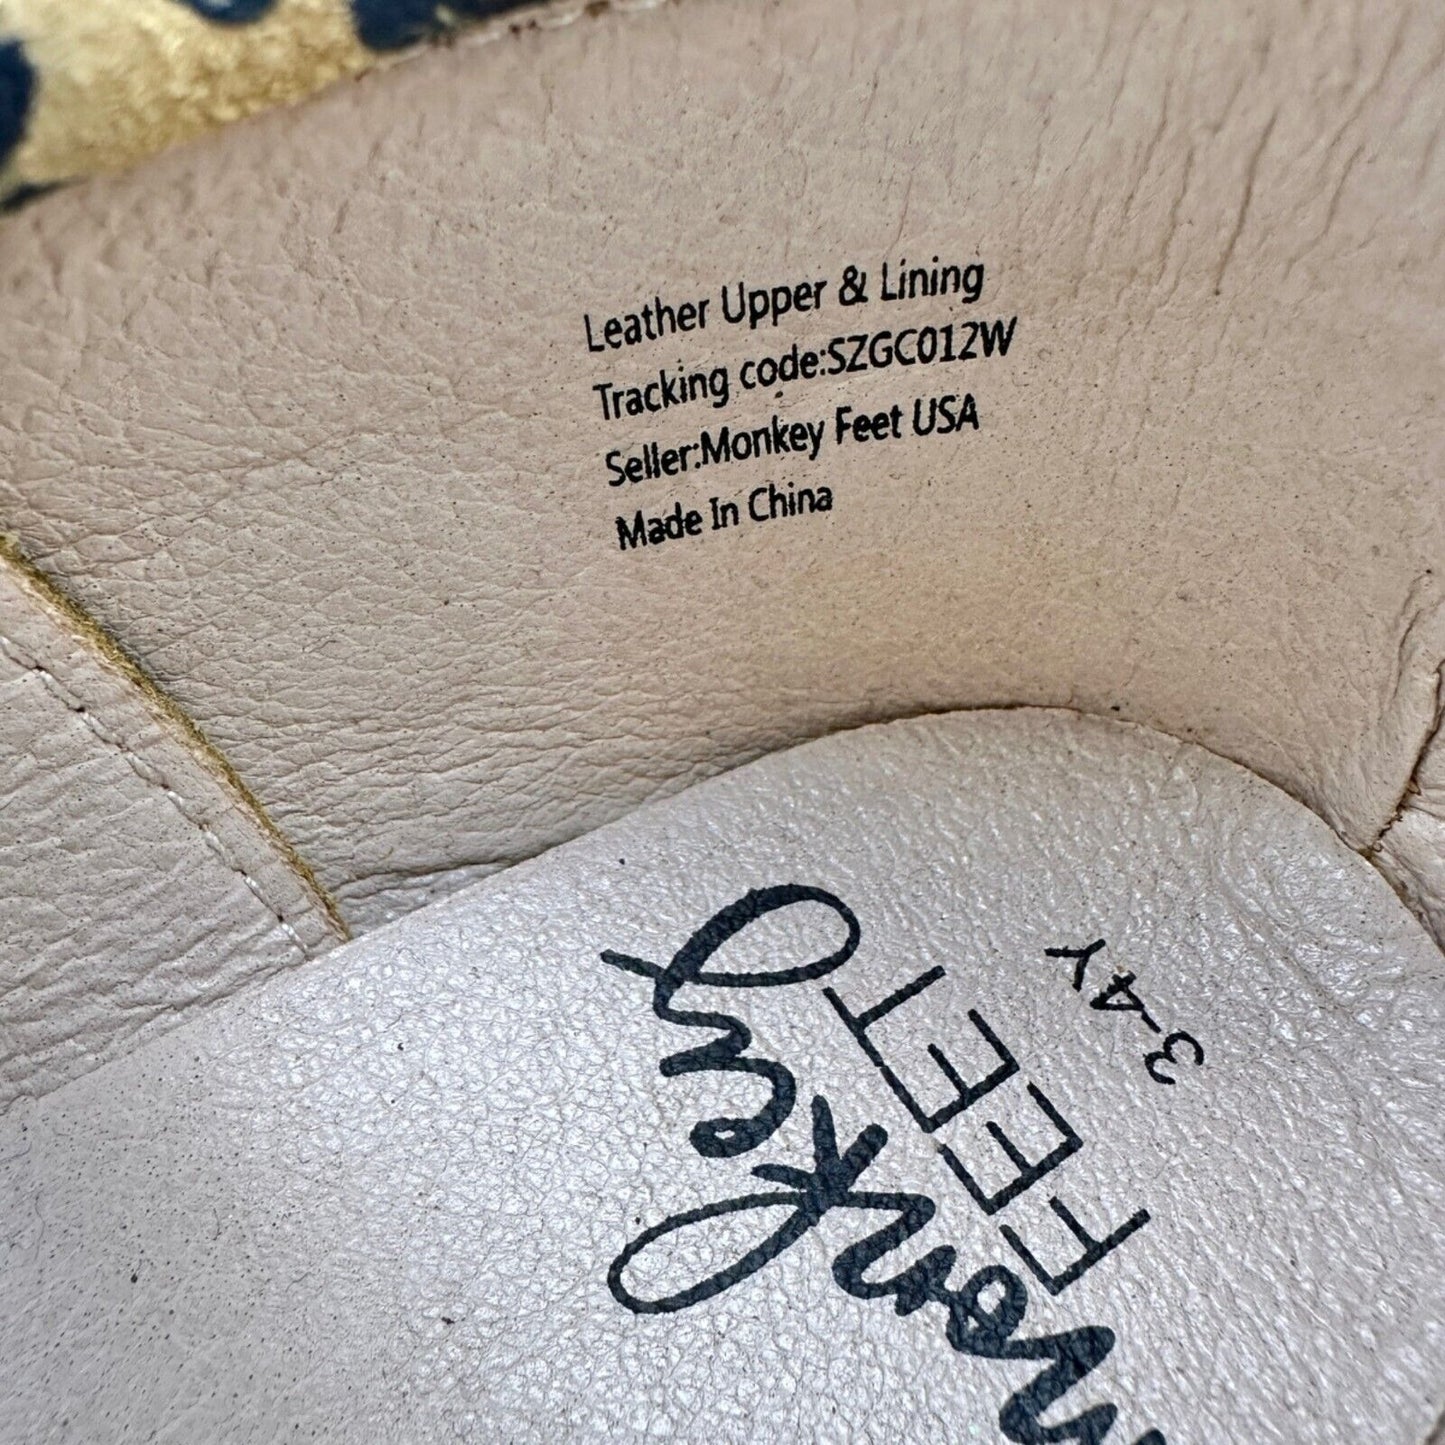 Leather Upper & Lining
Tracking code:SZGC012W
Seller:Monkey Feet USA
Made In China
Monkey
FEET
3-4Y